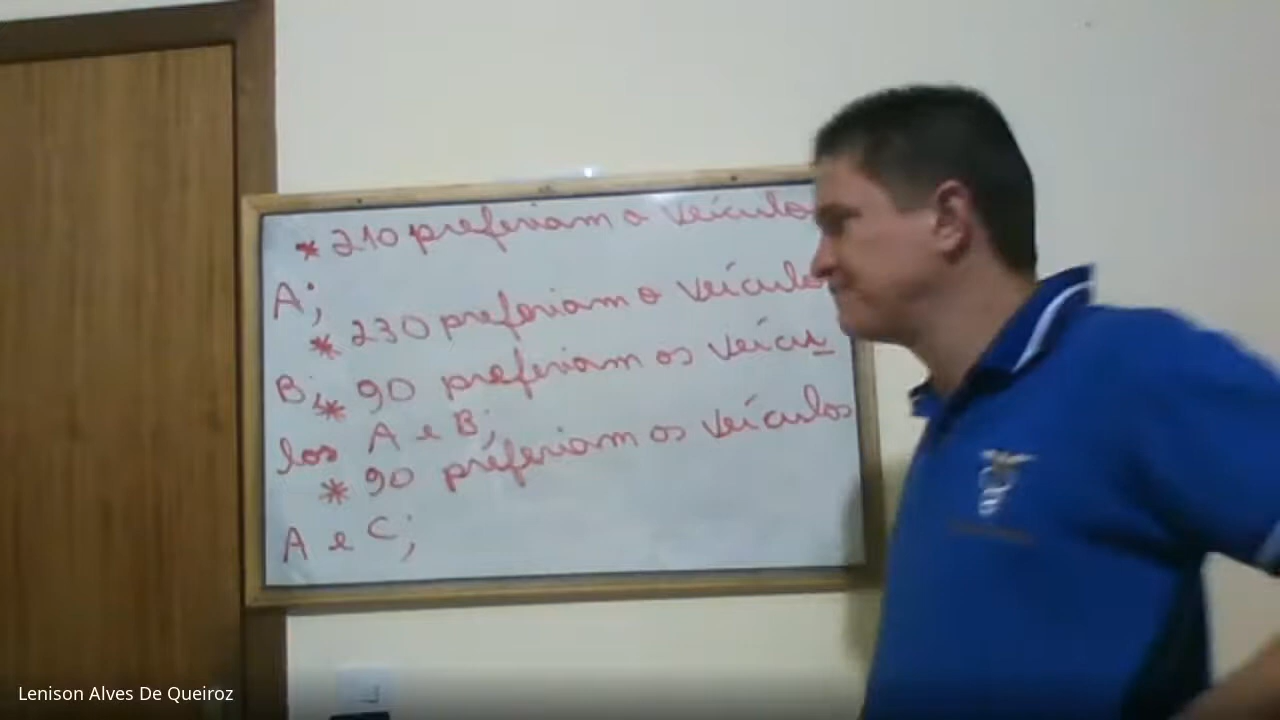 * 210 preferiam o veículo
A;
* 230 preferiam o veículo
B; * 90 preferiam os veícu
los A e B;
* 90 preferiam os veículos
A e C;
Lenison Alves De Queiroz